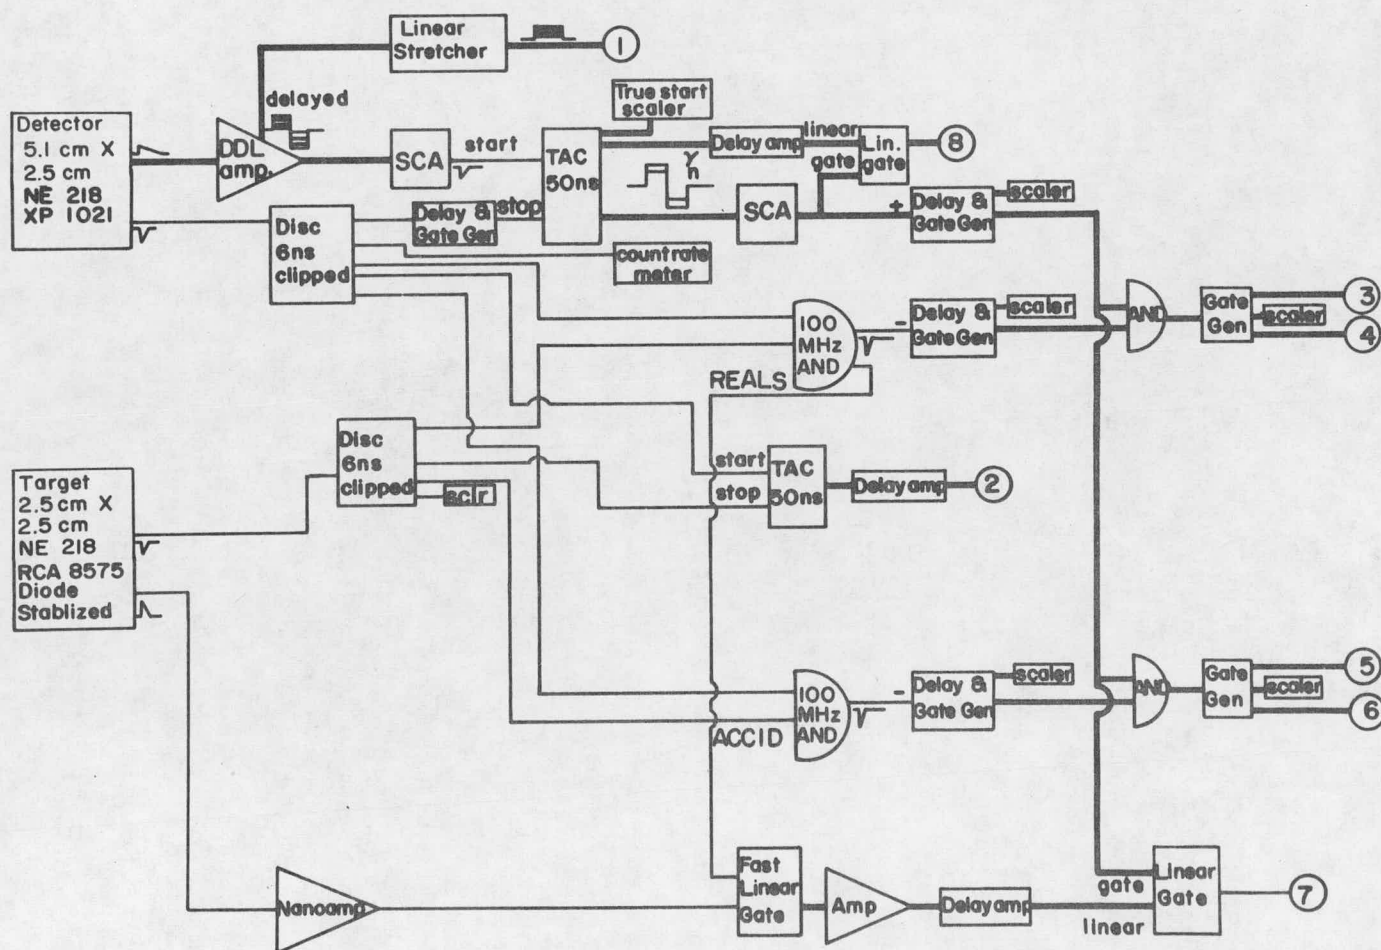 Linear
Stretcher
1
delayed
True start
scaler
Detector
5.1 cm X
2.5 cm
NE 218
XP 1021
DDL
amp.
SCA
start
TAC
50ns
γ
n
Delay amp
linear
gate
Lin.
gate
8
Delay &
Gate Gen
stop
SCA
+
Delay &
Gate Gen
scaler
Disc
6ns
clipped
count rate
meter
100
MHz
AND
REALS
-
Delay &
Gate Gen
scaler
AND
Gate
Gen
scaler
3
4
Disc
6ns
clipped
sclr
start
stop
TAC
50ns
Delay amp
2
Target
2.5 cm X
2.5 cm
NE 218
RCA 8575
Diode
Stablized
100
MHz
AND
ACCID
-
Delay &
Gate Gen
scaler
AND
Gate
Gen
scaler
5
6
Nanoamp
Fast
Linear
Gate
Amp
Delay amp
gate
linear
Linear
Gate
7